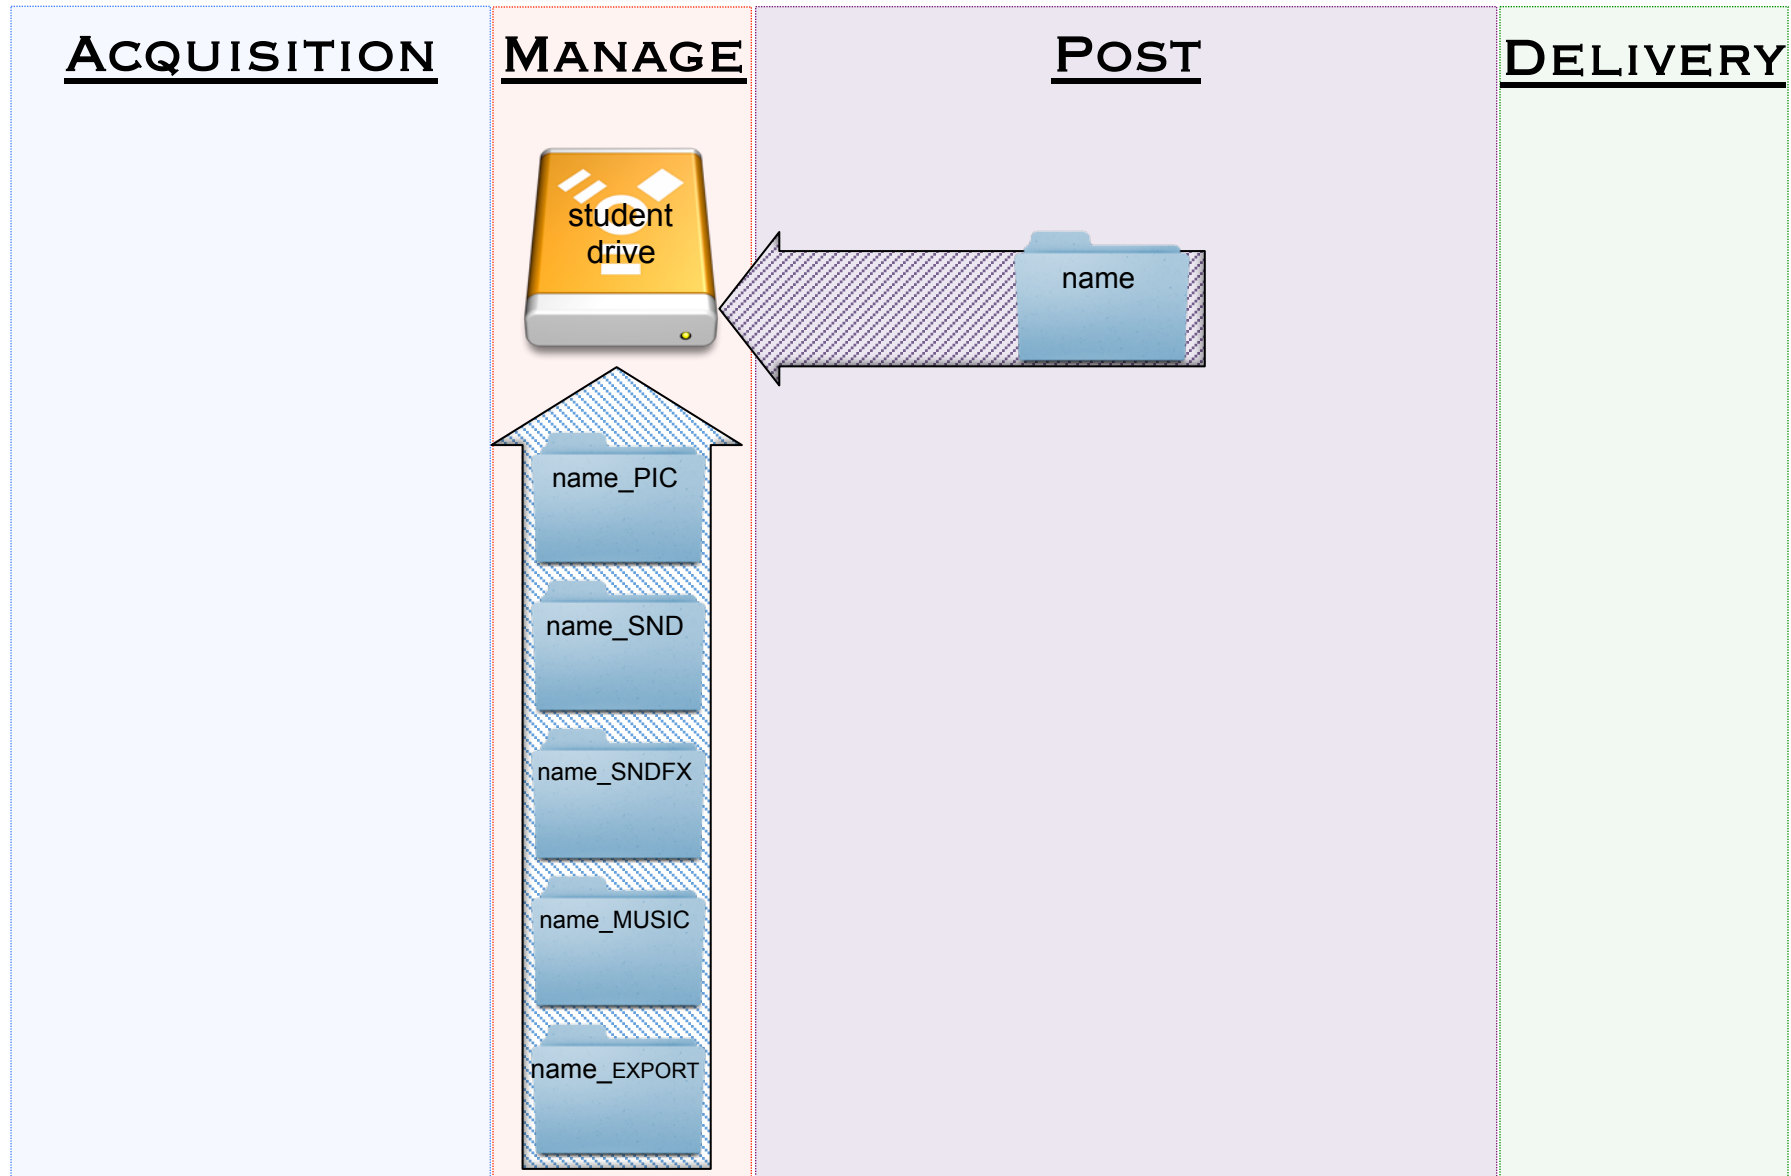 ACQUISITION
MANAGE
POST
DELIVERY
student
drive
name
name_PIC
name_SND
name_SNDFX
name_MUSIC
name_EXPORT